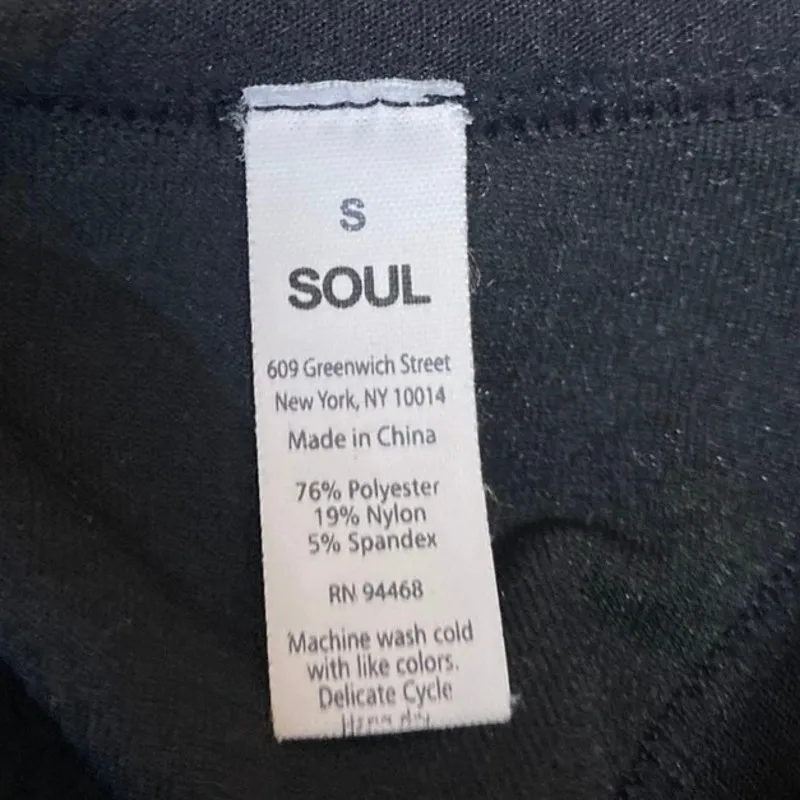 S
SOUL
609 Greenwich Street
New York, NY 10014
Made in China
76% Polyester
19% Nylon
5% Spandex
RN 94468
Machine wash cold
with like colors.
Delicate Cycle